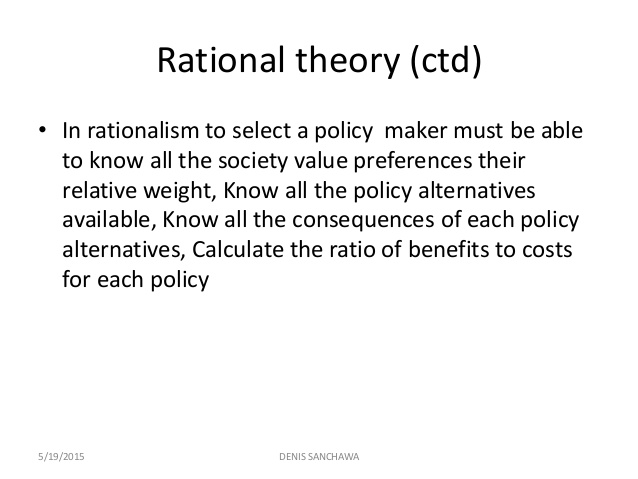 Rational theory (ctd)
• In rationalism to select a policy  maker must be able
to know all the society value preferences their
relative weight, Know all the policy alternatives
available, Know all the consequences of each policy
alternatives, Calculate the ratio of benefits to costs
for each policy
5/19/2015
DENIS SANCHAWA